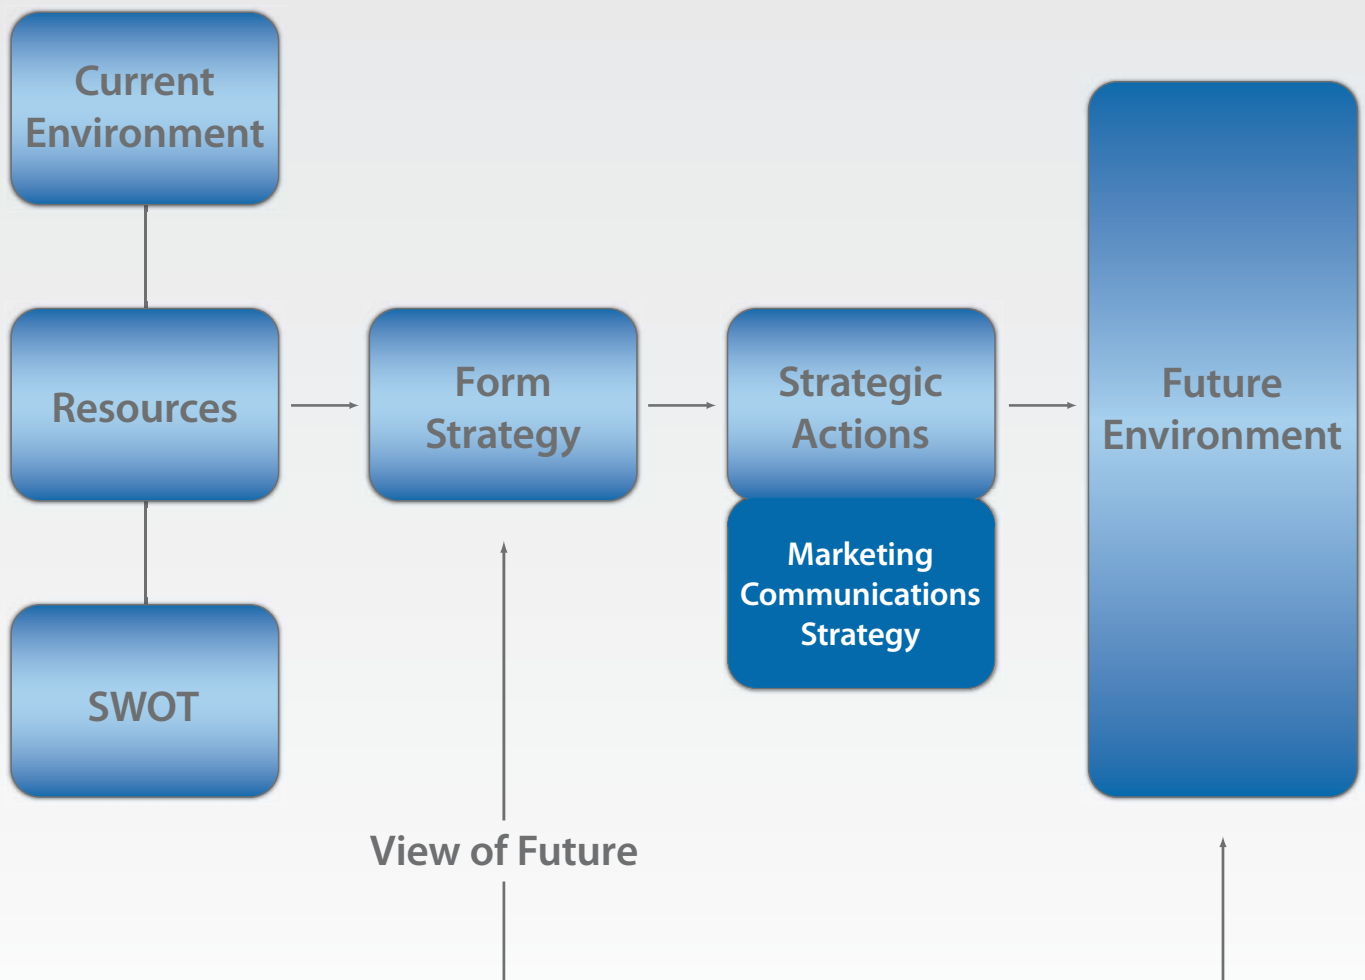 Current
Environment
Resources
Form
Strategy
Strategic
Actions
Future
Environment
Marketing
Communications
Strategy
SWOT
View of Future